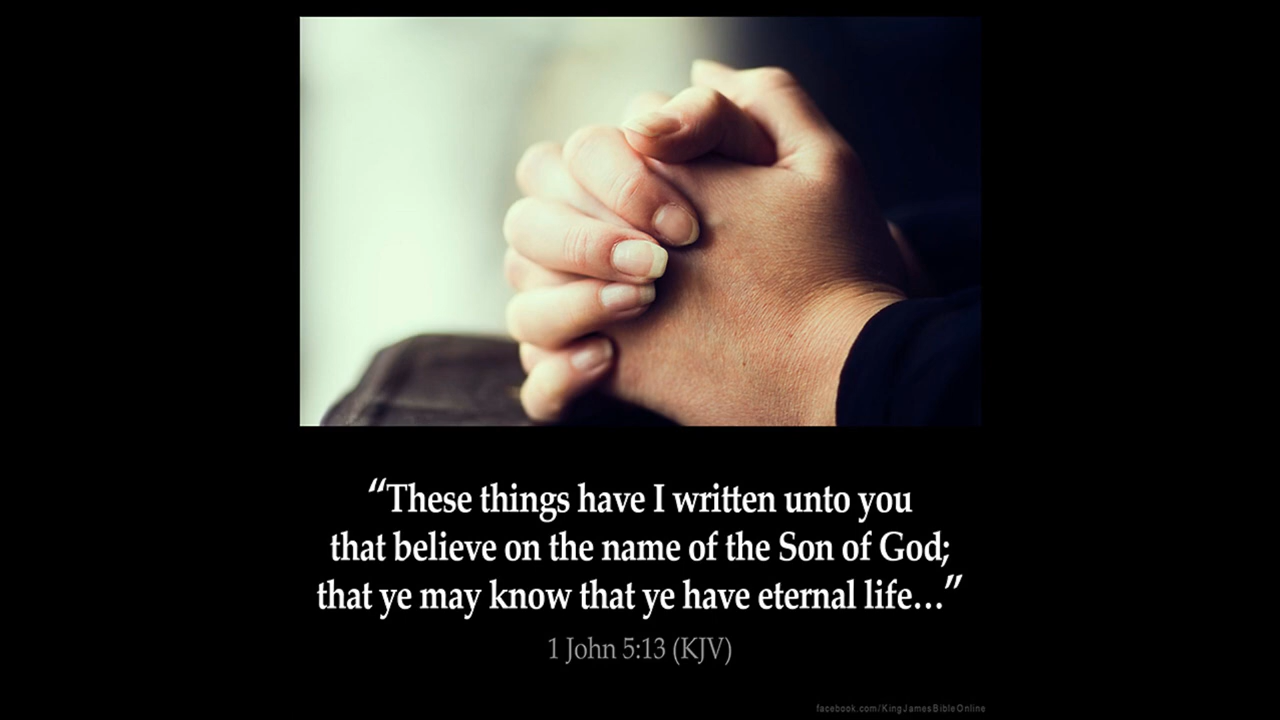 “These things have I written unto you
that believe on the name of the Son of God;
that ye may know that ye have eternal life...”
1 John 5:13 (KJV)
facebook.com/KingJamesBibleOnline